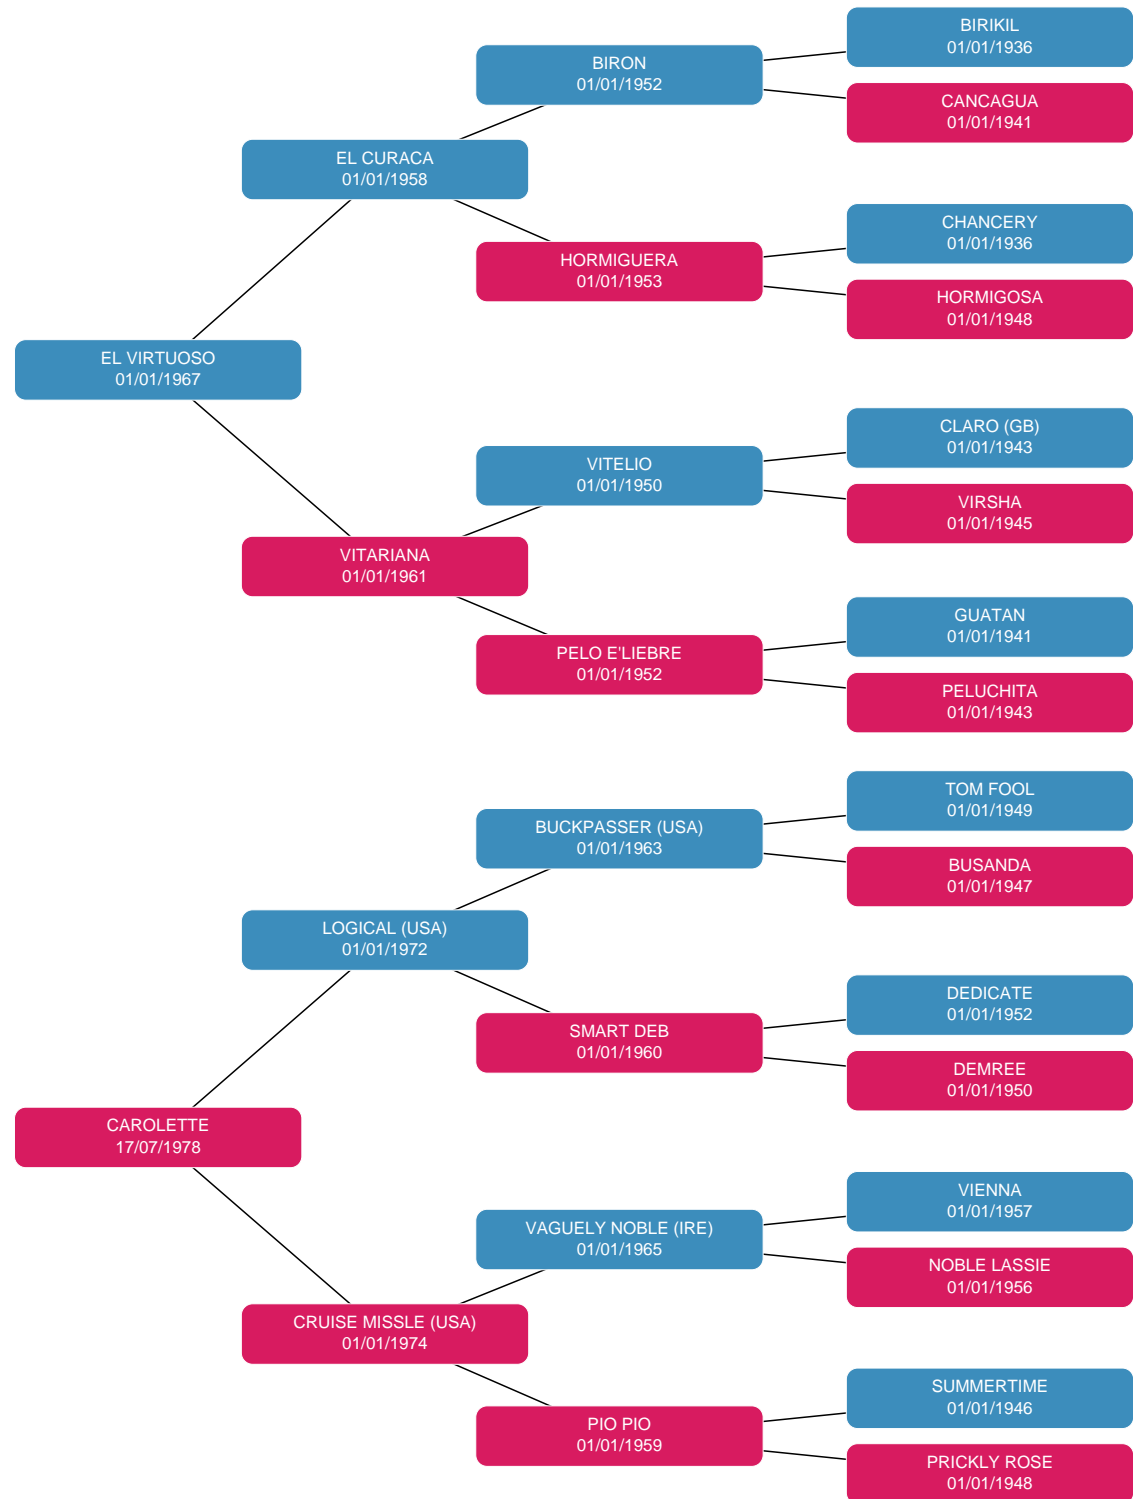 BIRIKIL
01/01/1936
BIRON
01/01/1952
CANCAGUA
01/01/1941
EL CURACA
01/01/1958
CHANCERY
01/01/1936
HORMIGUERA
01/01/1953
HORMIGOSA
01/01/1948
EL VIRTUOSO
01/01/1967
CLARO (GB)
01/01/1943
VITELIO
01/01/1950
VIRSHA
01/01/1945
VITARIANA
01/01/1961
GUATAN
01/01/1941
PELO E'LIEBRE
01/01/1952
PELUCHITA
01/01/1943
TOM FOOL
01/01/1949
BUCKPASSER (USA)
01/01/1963
BUSANDA
01/01/1947
LOGICAL (USA)
01/01/1972
DEDICATE
01/01/1952
SMART DEB
01/01/1960
DEMREE
01/01/1950
CAROLETTE
17/07/1978
VIENNA
01/01/1957
VAGUELY NOBLE (IRE)
01/01/1965
NOBLE LASSIE
01/01/1956
CRUISE MISSLE (USA)
01/01/1974
SUMMERTIME
01/01/1946
PIO PIO
01/01/1959
PRICKLY ROSE
01/01/1948